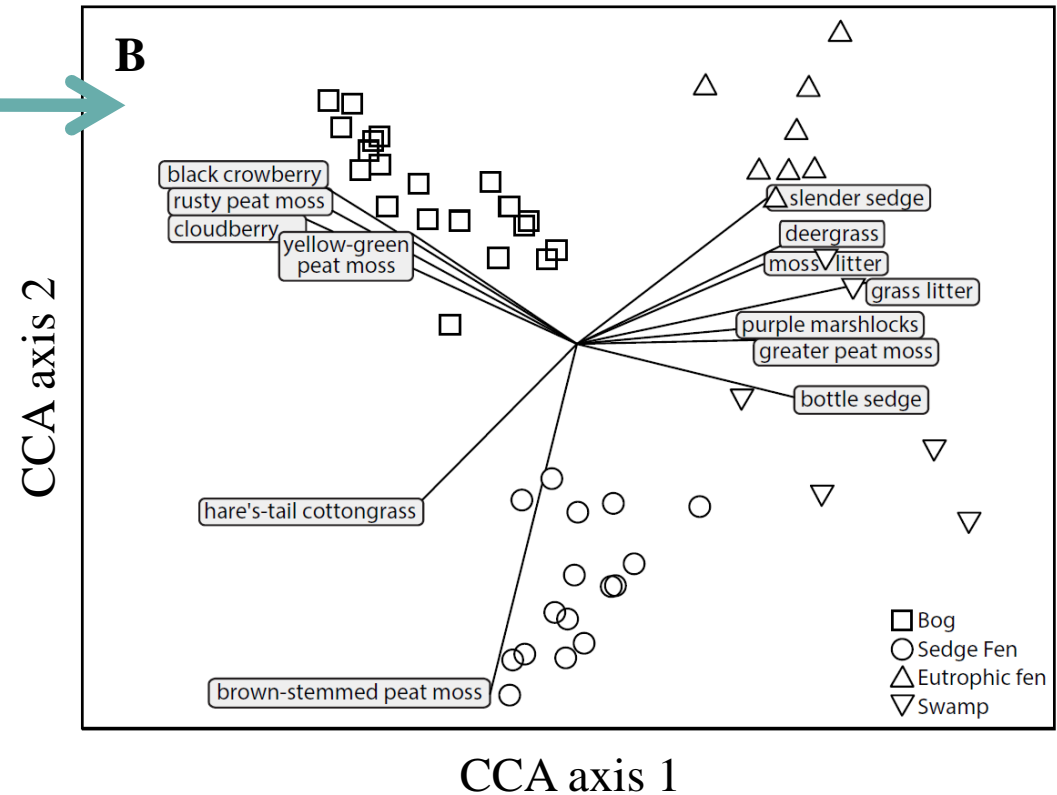 B
black crowberry
rusty peat moss
cloudberry
yellow-green
peat moss
slender sedge
deergrass
moss litter
grass litter
purple marshlocks
greater peat moss
bottle sedge
hare's-tail cottongrass
brown-stemmed peat moss
Bog
Sedge Fen
Eutrophic fen
Swamp
CCA axis 2
CCA axis 1